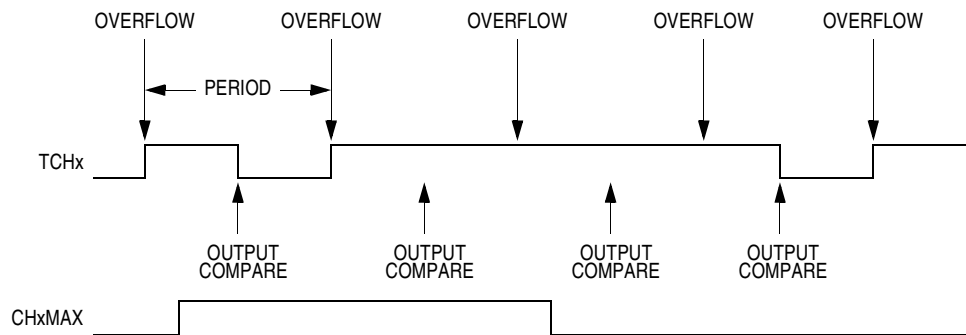 OVERFLOW OVERFLOW OVERFLOW OVERFLOW OVERFLOW
PERIOD
TCHx
OUTPUT COMPARE
OUTPUT COMPARE
OUTPUT COMPARE
OUTPUT COMPARE
CHxMAX